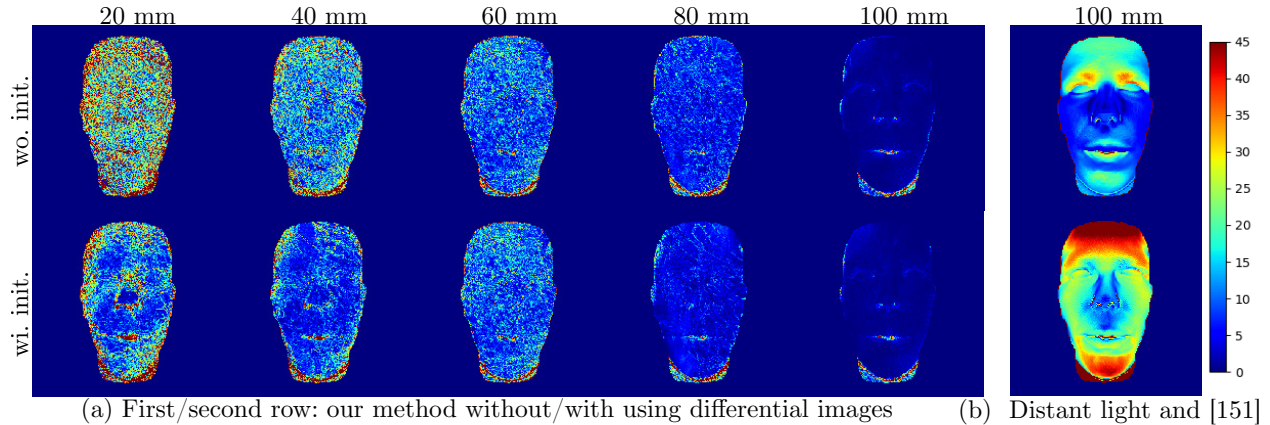 20 mm 40 mm 60 mm 80 mm 100 mm 100 mm
wo. init.
wi. init.
45
40
35
30
25
20
15
10
5
0
(a) First/second row: our method without/with using differential images (b) Distant light and [151]